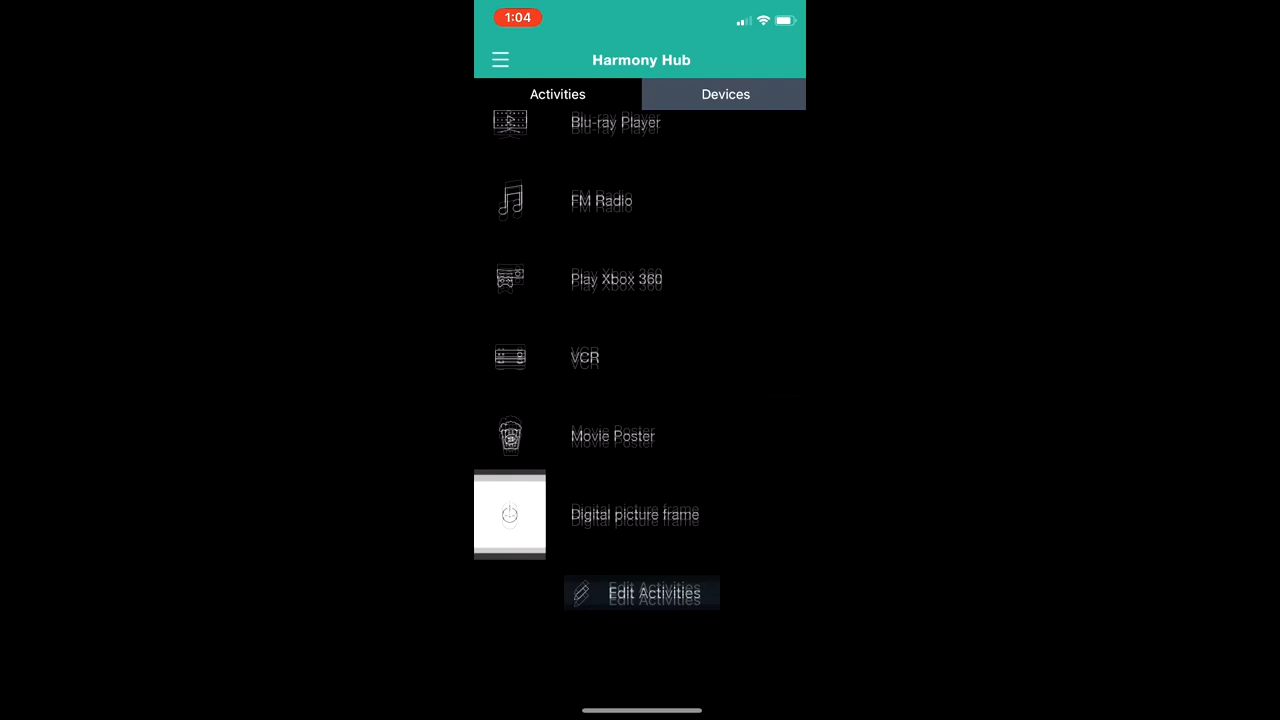 1:04
Harmony Hub
Activities
Devices
Blu-ray Player
FM Radio
Play Xbox 360
VCR
Movie Poster
Digital picture frame
Edit Activities